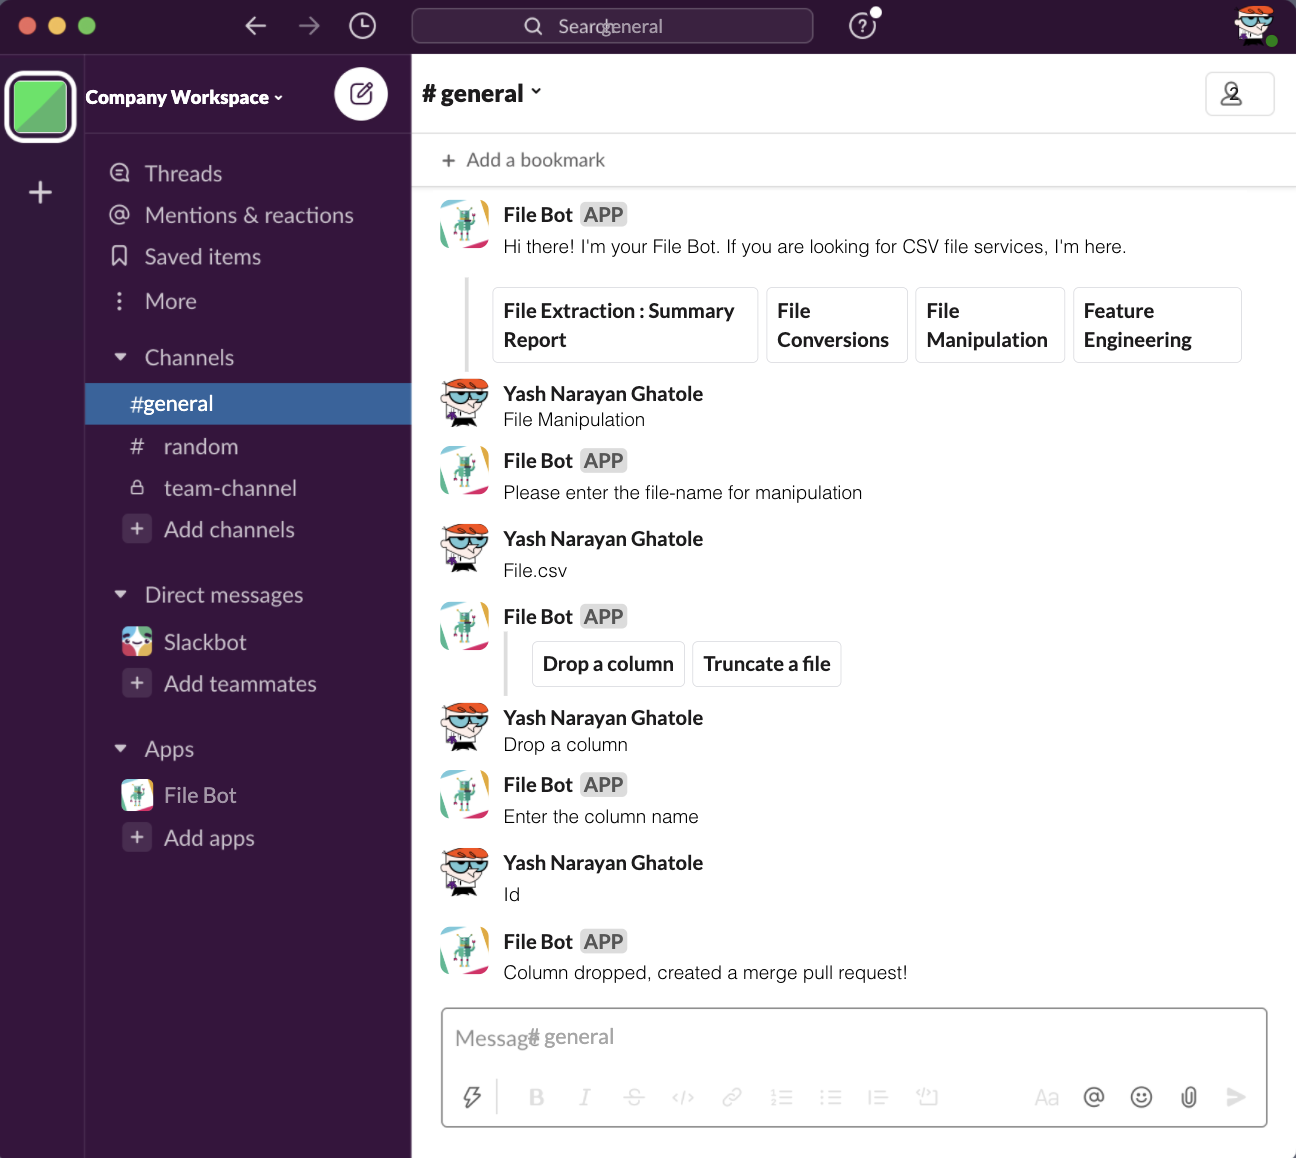 Search general
Company Workspace
# general
2
+ Add a bookmark
Threads
Mentions & reactions
Saved items
More
Channels
#general
# random
team-channel
+ Add channels
Direct messages
Slackbot
+ Add teammates
Apps
File Bot
+ Add apps
File Bot APP
Hi there! I'm your File Bot. If you are looking for CSV file services, I'm here.
File Extraction : Summary
Report
File
Conversions
File
Manipulation
Feature
Engineering
Yash Narayan Ghatole
File Manipulation
File Bot APP
Please enter the file-name for manipulation
Yash Narayan Ghatole
File.csv
File Bot APP
Drop a column
Truncate a file
Yash Narayan Ghatole
Drop a column
File Bot APP
Enter the column name
Yash Narayan Ghatole
Id
File Bot APP
Column dropped, created a merge pull request!
Message # general
B I S </> Aa @